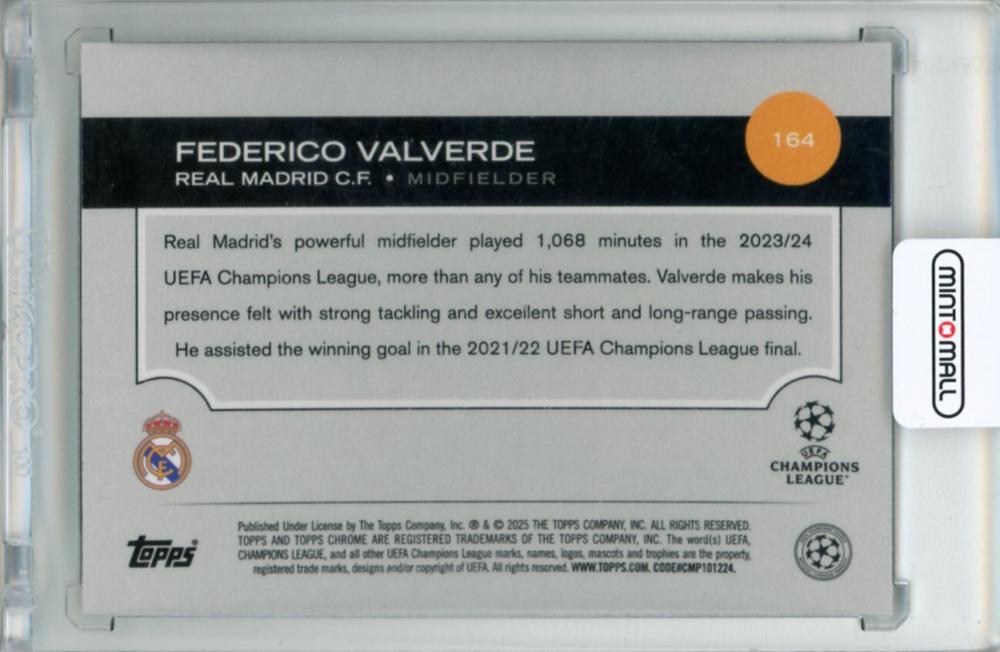 164
FEDERICO VALVERDE
REAL MADRID C.F. • MIDFIELDER
Real Madrid's powerful midfielder played 1,068 minutes in the 2023/24
UEFA Champions League, more than any of his teammates. Valverde makes his
presence felt with strong tackling and excellent short and long-range passing.
He assisted the winning goal in the 2021/22 UEFA Champions League final.
MINT MALL
UEFA
CHAMPIONS
LEAGUE
topps
Published Under License by The Topps Company, Inc. ® & © 2025 THE TOPPS COMPANY, INC. ALL RIGHTS RESERVED.
TOPPS AND TOPPS CHROME ARE REGISTERED TRADEMARKS OF THE TOPPS COMPANY, INC. The word(s) UEFA,
CHAMPIONS LEAGUE, and all other UEFA Champions League marks, names, logos, mascots and trophies are the property,
registered trade marks, designs and/or copyright of UEFA. All rights reserved. WWW.TOPPS.COM. CODE#CMP101224.